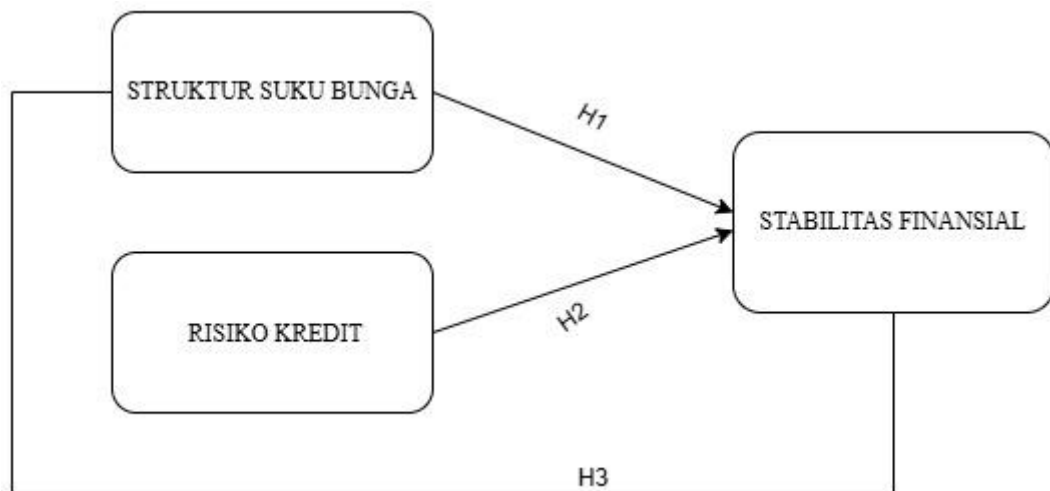 STRUKTUR SUKU BUNGA
H1
STABILITAS FINANSIAL
RISIKO KREDIT
H2
H3